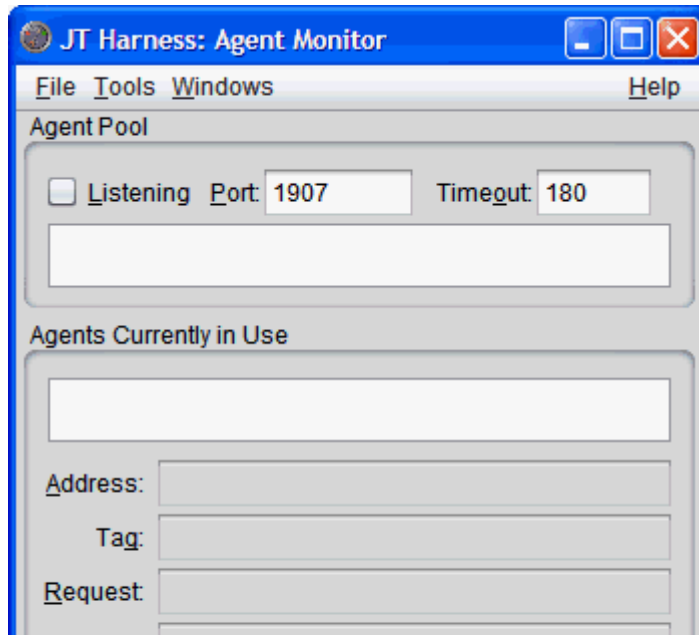 JT Harness: Agent Monitor
File Tools Windows Help
Agent Pool
Listening Port: 1907 Timeout: 180
Agents Currently in Use
Address:
Tag:
Request: